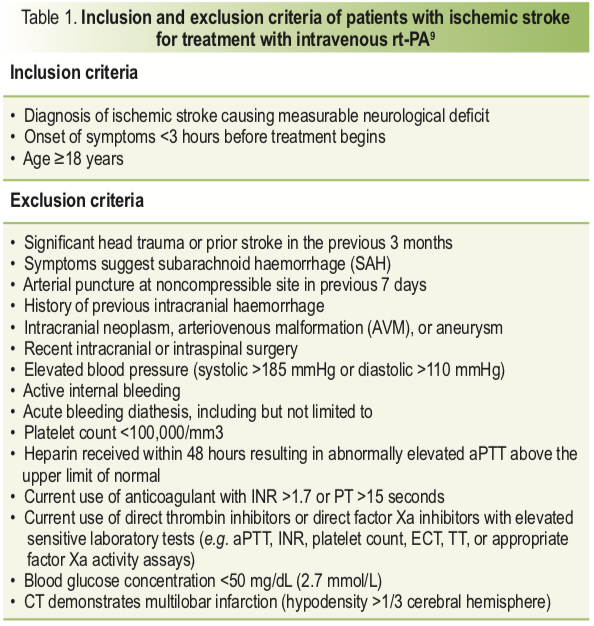 Table 1. Inclusion and exclusion criteria of patients with ischemic stroke
for treatment with intravenous rt-PA⁹
Inclusion criteria
• Diagnosis of ischemic stroke causing measurable neurological deficit
• Onset of symptoms <3 hours before treatment begins
• Age ≥18 years
Exclusion criteria
• Significant head trauma or prior stroke in the previous 3 months
• Symptoms suggest subarachnoid haemorrhage (SAH)
• Arterial puncture at noncompressible site in previous 7 days
• History of previous intracranial haemorrhage
• Intracranial neoplasm, arteriovenous malformation (AVM), or aneurysm
• Recent intracranial or intraspinal surgery
• Elevated blood pressure (systolic >185 mmHg or diastolic >110 mmHg)
• Active internal bleeding
• Acute bleeding diathesis, including but not limited to
• Platelet count <100,000/mm3
• Heparin received within 48 hours resulting in abnormally elevated aPTT above the
upper limit of normal
• Current use of anticoagulant with INR >1.7 or PT >15 seconds
• Current use of direct thrombin inhibitors or direct factor Xa inhibitors with elevated
sensitive laboratory tests (e.g. aPTT, INR, platelet count, ECT, TT, or appropriate
factor Xa activity assays)
• Blood glucose concentration <50 mg/dL (2.7 mmol/L)
• CT demonstrates multilobar infarction (hypodensity >1/3 cerebral hemisphere)